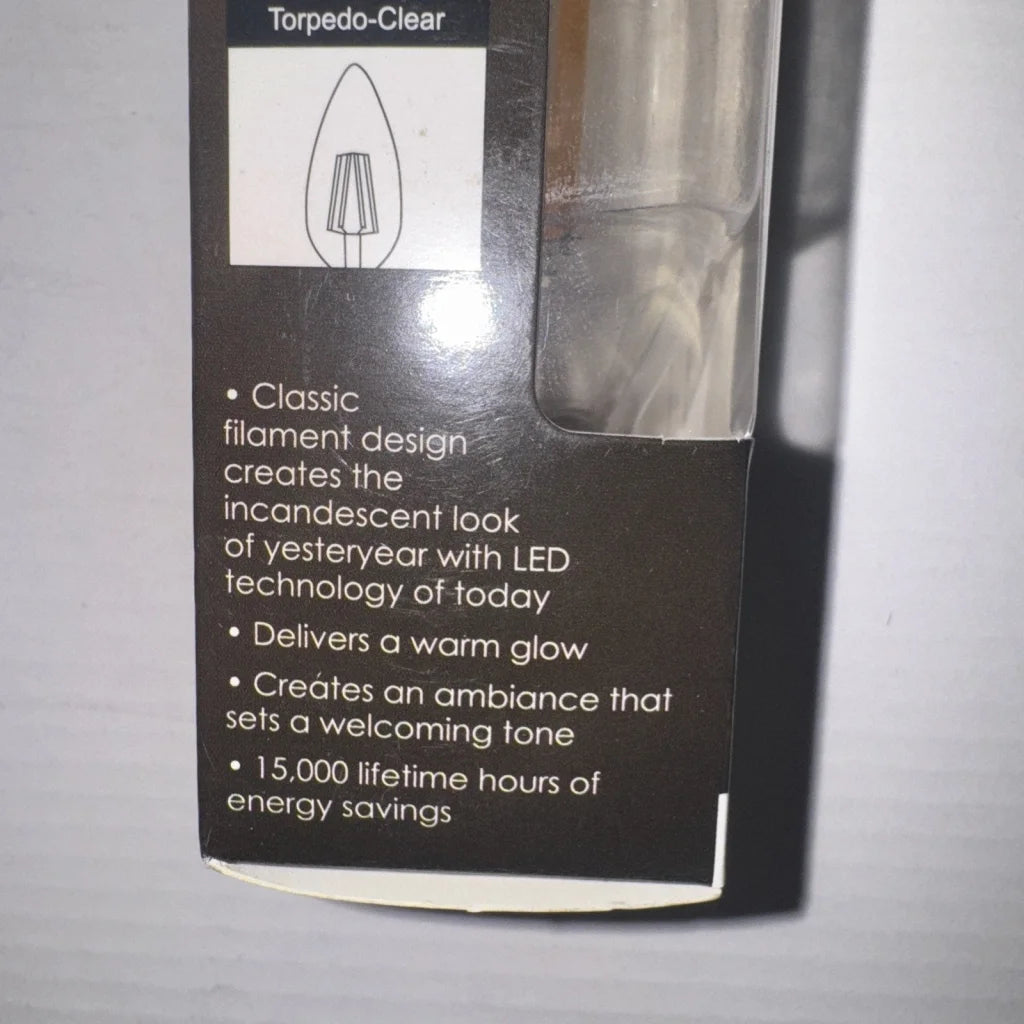 Torpedo-Clear
• Classic
filament design
creates the
incandescent look
of yesteryear with LED
technology of today
• Delivers a warm glow
• Creates an ambiance that
sets a welcoming tone
• 15,000 lifetime hours of
energy savings